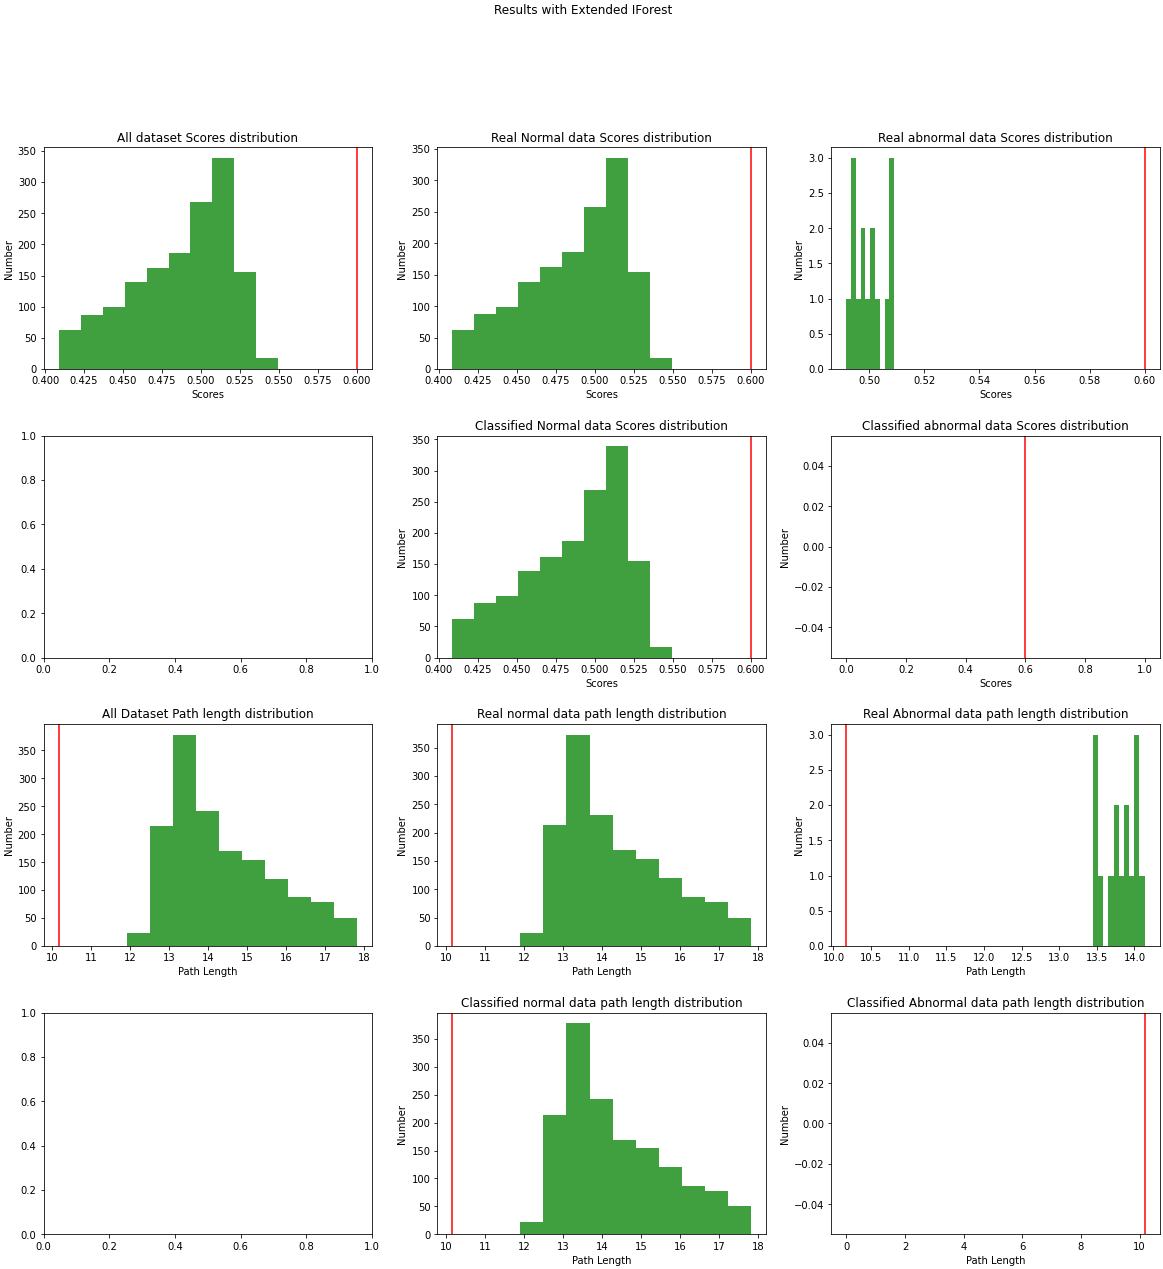 Results with Extended IForest
All dataset Scores distribution
Number
350
300
250
200
150
100
50
0
0.400 0.425 0.450 0.475 0.500 0.525 0.550 0.575 0.600
Scores
Real Normal data Scores distribution
Number
350
300
250
200
150
100
50
0
0.400 0.425 0.450 0.475 0.500 0.525 0.550 0.575 0.600
Scores
Real abnormal data Scores distribution
Number
3.0
2.5
2.0
1.5
1.0
0.5
0.0
0.50 0.52 0.54 0.56 0.58 0.60
Scores
1.0
0.8
0.6
0.4
0.2
0.0
0.0 0.2 0.4 0.6 0.8 1.0
Classified Normal data Scores distribution
Number
350
300
250
200
150
100
50
0
0.400 0.425 0.450 0.475 0.500 0.525 0.550 0.575 0.600
Scores
Classified abnormal data Scores distribution
Number
0.04
0.02
0.00
−0.02
−0.04
0.0 0.2 0.4 0.6 0.8 1.0
Scores
All Dataset Path length distribution
Number
350
300
250
200
150
100
50
0
10 11 12 13 14 15 16 17 18
Path Length
Real normal data path length distribution
Number
350
300
250
200
150
100
50
0
10 11 12 13 14 15 16 17 18
Path Length
Real Abnormal data path length distribution
Number
3.0
2.5
2.0
1.5
1.0
0.5
0.0
10.0 10.5 11.0 11.5 12.0 12.5 13.0 13.5 14.0
Path Length
1.0
0.8
0.6
0.4
0.2
0.0
0.0 0.2 0.4 0.6 0.8 1.0
Classified normal data path length distribution
Number
350
300
250
200
150
100
50
0
10 11 12 13 14 15 16 17 18
Path Length
Classified Abnormal data path length distribution
Number
0.04
0.02
0.00
−0.02
−0.04
0 2 4 6 8 10
Path Length